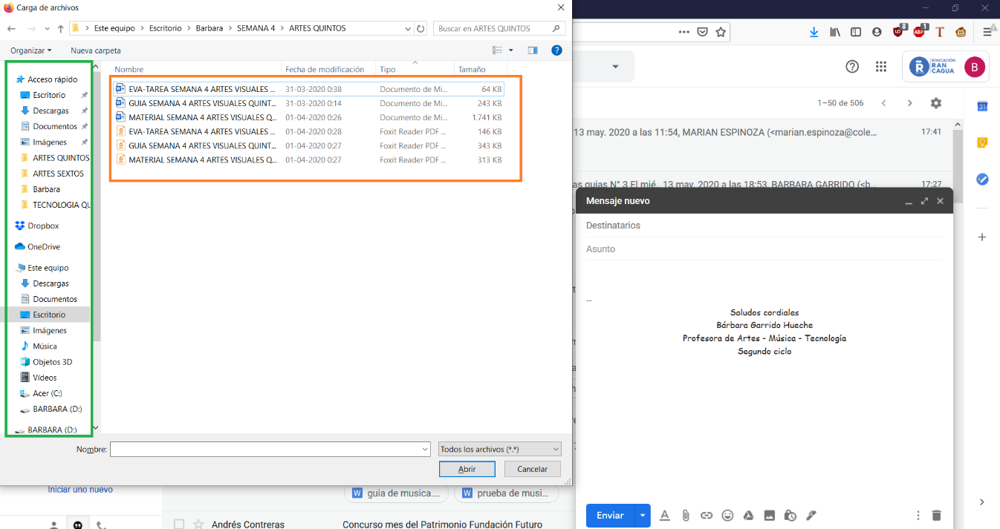 Carga de archivos
Este equipo > Escritorio > Barbara > SEMANA 4 > ARTES QUINTOS
Buscar en ARTES QUINTOS
Organizar
Nueva carpeta
Nombre
Fecha de modificación
Tipo
Tamaño
EVA-TAREA SEMANA 4 ARTES VISUALES ... 31-03-2020 0:38 Documento de Mi... 64 KB
GUIA SEMANA 4 ARTES VISUALES QUINT... 31-03-2020 0:14 Documento de Mi... 243 KB
MATERIAL SEMANA 4 ARTES VISUALES Q... 01-04-2020 0:26 Documento de Mi... 1.741 KB
EVA-TAREA SEMANA 4 ARTES VISUALES ... 01-04-2020 0:28 Foxit Reader PDF ... 146 KB
GUIA SEMANA 4 ARTES VISUALES QUINT... 01-04-2020 0:27 Foxit Reader PDF ... 343 KB
MATERIAL SEMANA 4 ARTES VISUALES Q... 01-04-2020 0:27 Foxit Reader PDF ... 313 KB
Acceso rápido
Escritorio
Descargas
Documentos
Imágenes
ARTES QUINTOS
ARTES SEXTOS
Barbara
TECNOLOGIA QU
Dropbox
OneDrive
Este equipo
Descargas
Documentos
Escritorio
Imágenes
Música
Objetos 3D
Vídeos
Acer (C:)
BARBARA (D:)
BARBARA (D:)
Nombre:
Todos los archivos (*.*)
Abrir
Cancelar
8
ABP 1
T
EDUCACIÓN
RAN
CAGUA
R
B
1–50 de 506
31
13 may. 2020 a las 11:54, MARIAN ESPINOZA (<marian.espinoza@cole... 17:41
as guias N° 3 El mié., 13 may. 2020 a las 18:53, BARBARA GARRIDO (<b... 17:27
Mensaje nuevo
Destinatarios
Asunto
--
Saludos cordiales
Bárbara Garrido Hueche
Profesora de Artes - Música - Tecnología
Segundo ciclo
Enviar
Iniciar uno nuevo
W guia de musica....
W prueba de musi...
Andrés Contreras
Concurso mes del Patrimonio Fundación Futuro